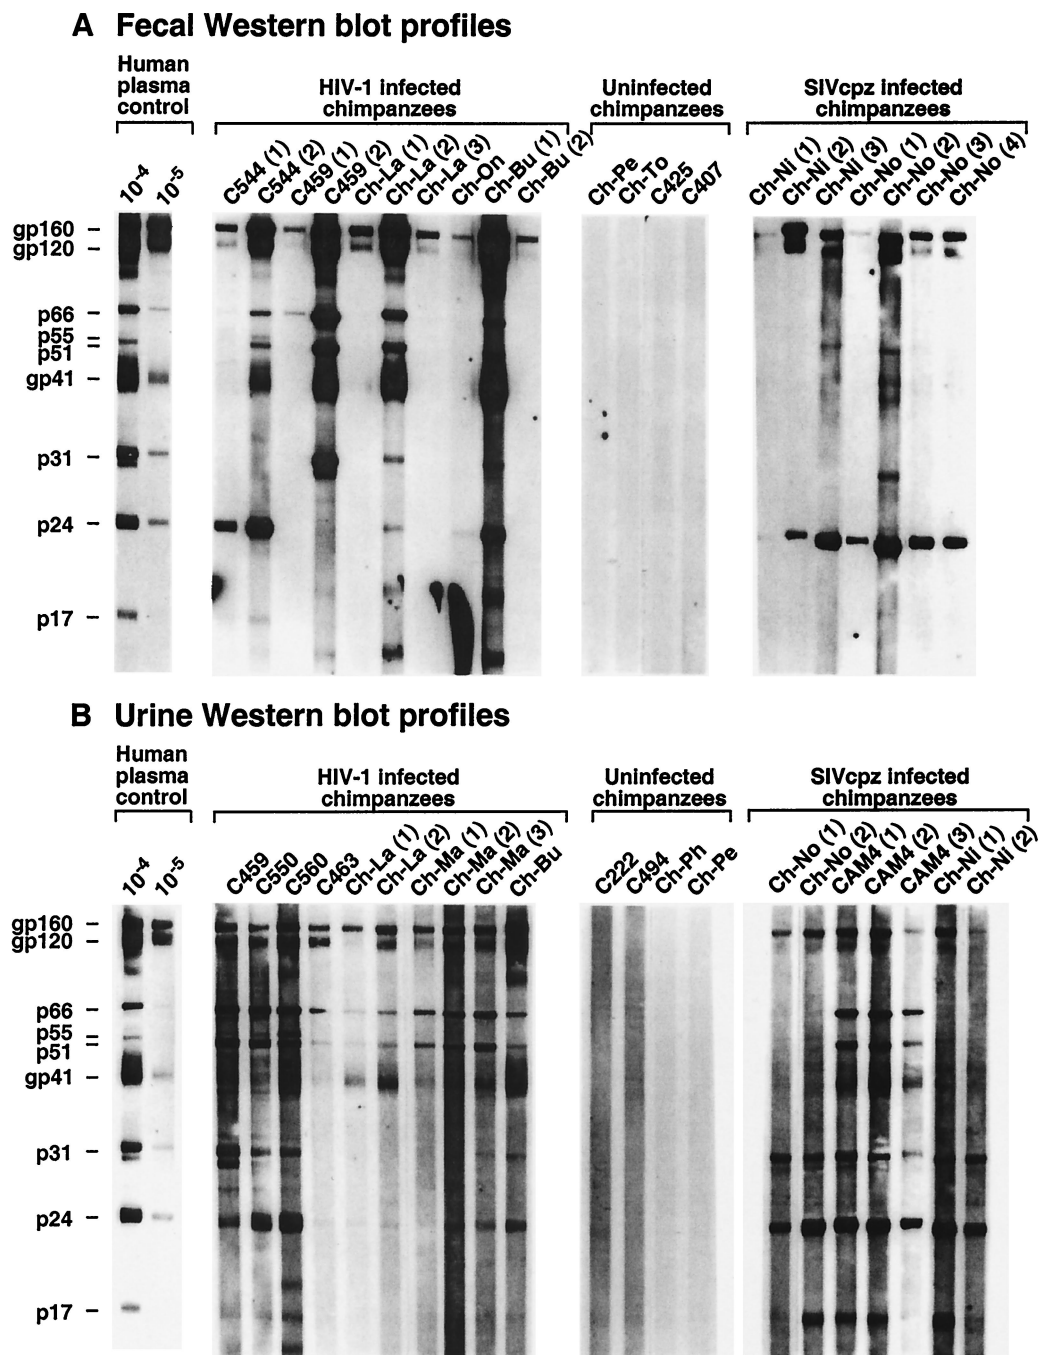 A Fecal Western blot profiles
Human
plasma
control
HIV-1 infected
chimpanzees
Uninfected
chimpanzees
SIVcpz infected
chimpanzees
10-4
10-5
C544 (1)
C544 (2)
C459 (1)
C459 (2)
Ch-La (1)
Ch-La (2)
Ch-La (3)
Ch-On
Ch-Bu (1)
Ch-Bu (2)
Ch-Pe
Ch-To
C425
C407
Ch-Ni (1)
Ch-Ni (2)
Ch-Ni (3)
Ch-No (1)
Ch-No (2)
Ch-No (3)
Ch-No (4)
gp160
gp120
p66
p55
p51
gp41
p31
p24
p17
B Urine Western blot profiles
Human
plasma
control
HIV-1 infected
chimpanzees
Uninfected
chimpanzees
SIVcpz infected
chimpanzees
10-4
10-5
C459
C550
C560
C463
Ch-La (1)
Ch-La (2)
Ch-Ma (1)
Ch-Ma (2)
Ch-Ma (3)
Ch-Bu
C222
C494
Ch-Ph
Ch-Pe
Ch-No (1)
Ch-No (2)
CAM4 (1)
CAM4 (2)
CAM4 (3)
Ch-Ni (1)
Ch-Ni (2)
gp160
gp120
p66
p55
p51
gp41
p31
p24
p17